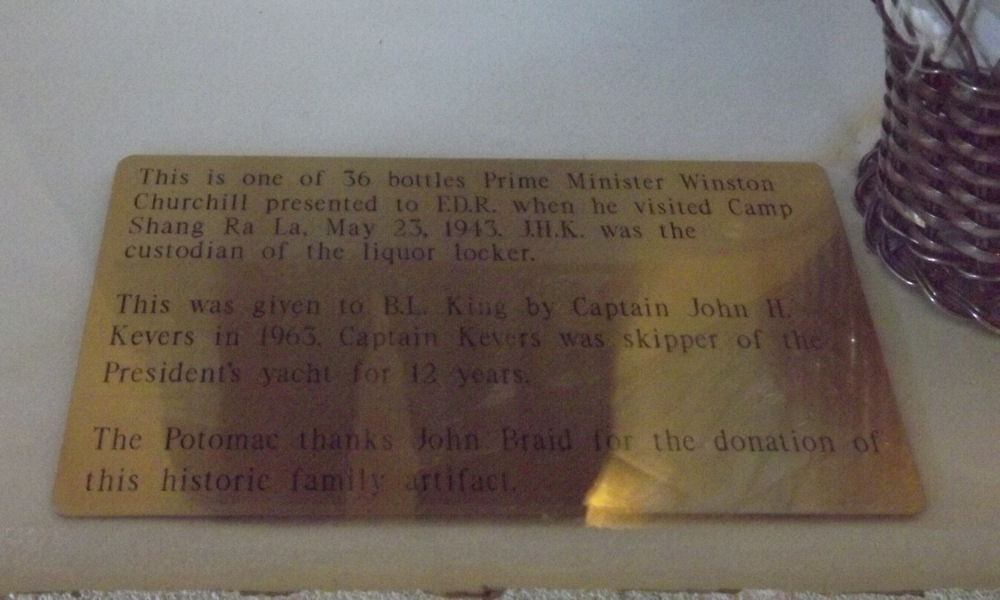 This is one of 36 bottles Prime Minister Winston
Churchill presented to F.D.R. when he visited Camp
Shang Ra La, May 23, 1943. J.H.K. was the
custodian of the liquor locker.
This was given to B.L. King by Captain John H.
Kevers in 1963. Captain Kevers was skipper of the
President's yacht for 12 years.
The Potomac thanks John Braid for the donation of
this historic family artifact.